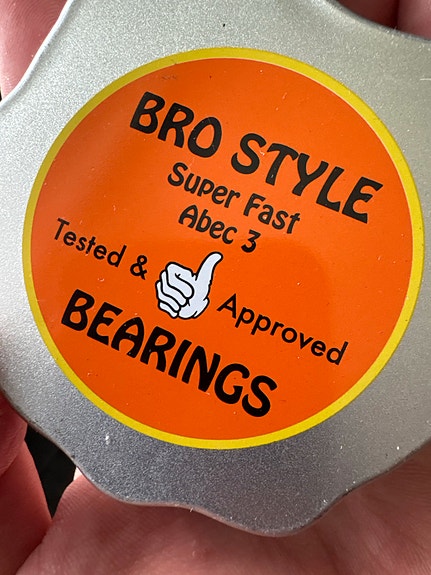 BRO STYLE
Super Fast
Abec 3
Tested & Approved
BEARINGS